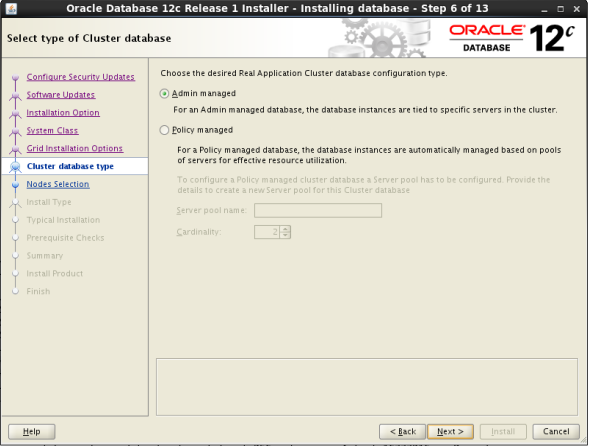 Oracle Database 12c Release 1 Installer - Installing database - Step 6 of 13
Select type of Cluster database
ORACLE
DATABASE
12c
Configure Security Updates
Software Updates
Installation Option
System Class
Grid Installation Options
Cluster database type
Nodes Selection
Install Type
Typical Installation
Prerequisite Checks
Summary
Install Product
Finish
Choose the desired Real Application Cluster database configuration type.
Admin managed
For an Admin managed database, the database instances are tied to specific servers in the cluster.
Policy managed
For a Policy managed database, the database instances are automatically managed based on pools
of servers for effective resource utilization.
To configure a Policy managed cluster database a Server pool has to be configured. Provide the
details to create a new Server pool for this Cluster database
Server pool name:
Cardinality: 2
Help
< Back
Next >
Install
Cancel